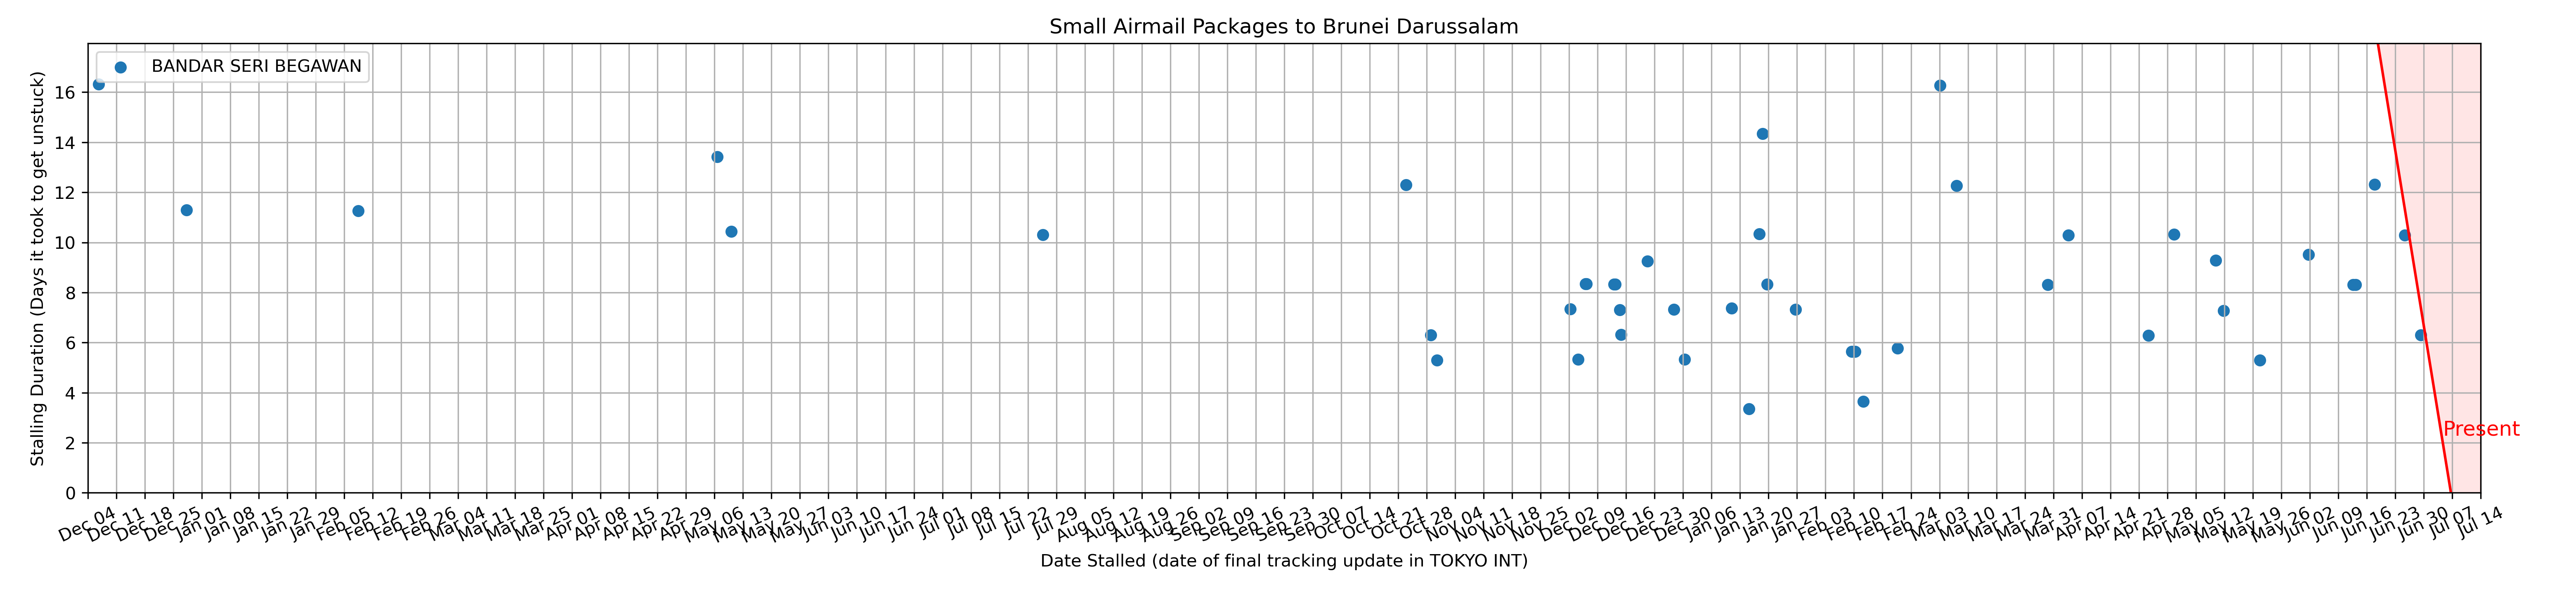 Small Airmail Packages to Brunei Darussalam
BANDAR SERI BEGAWAN
Stalling Duration (Days it took to get unstuck)
16
14
12
10
8
6
4
2
0
Present
Dec 04 Dec 11 Dec 18 Dec 25 Jan 01 Jan 08 Jan 15 Jan 22 Jan 29 Feb 05 Feb 12 Feb 19 Feb 26 Mar 04 Mar 11 Mar 18 Mar 25 Apr 01 Apr 08 Apr 15 Apr 22 Apr 29 May 06 May 13 May 20 May 27 Jun 03 Jun 10 Jun 17 Jun 24 Jul 01 Jul 08 Jul 15 Jul 22 Jul 29 Aug 05 Aug 12 Aug 19 Aug 26 Sep 02 Sep 09 Sep 16 Sep 23 Sep 30 Oct 07 Oct 14 Oct 21 Oct 28 Nov 04 Nov 11 Nov 18 Nov 25 Dec 02 Dec 09 Dec 16 Dec 23 Dec 30 Jan 06 Jan 13 Jan 20 Jan 27 Feb 03 Feb 10 Feb 17 Feb 24 Mar 03 Mar 10 Mar 17 Mar 24 Mar 31 Apr 07 Apr 14 Apr 21 Apr 28 May 05 May 12 May 19 May 26 Jun 02 Jun 09 Jun 16 Jun 23 Jun 30 Jul 07 Jul 14
Date Stalled (date of final tracking update in TOKYO INT)